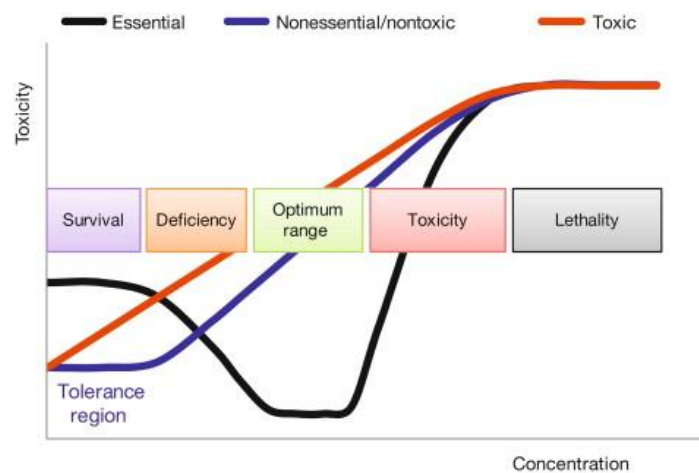 Essential Nonessential/nontoxic Toxic
Toxicity
Survival
Deficiency
Optimum
range
Toxicity
Lethality
Tolerance
region
Concentration